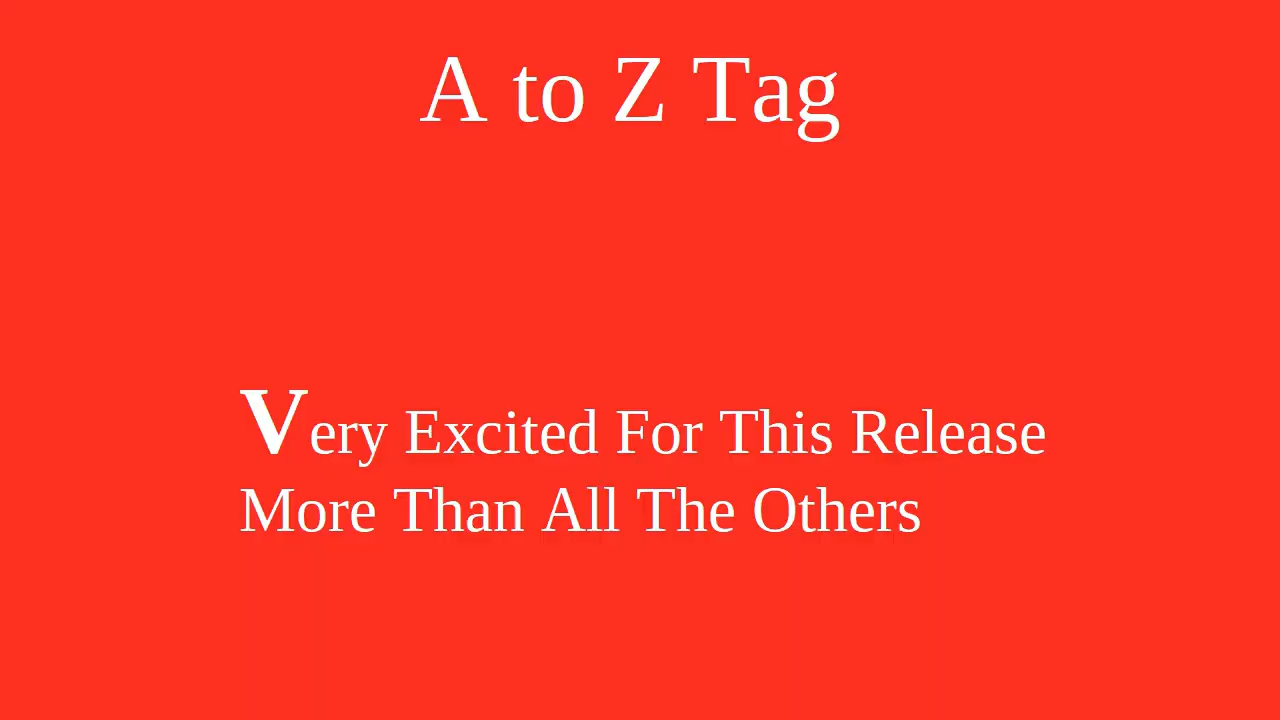 A to Z Tag
Very Excited For This Release
More Than All The Others